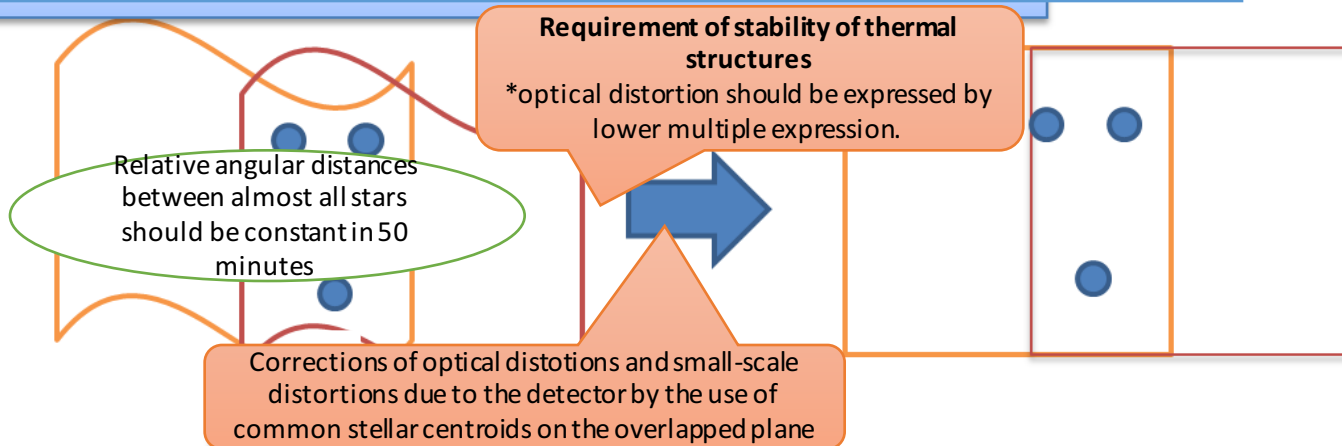 Requirement of stability of thermal
structures
*optical distortion should be expressed by
lower multiple expression.
Relative angular distances
between almost all stars
should be constant in 50
minutes
Corrections of optical distotions and small-scale
distortions due to the detector by the use of
common stellar centroids on the overlapped plane